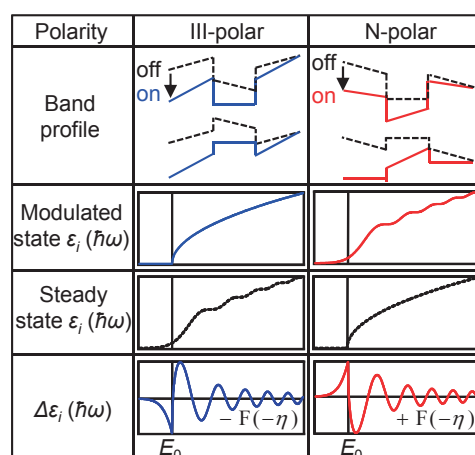 Polarity III-polar N-polar
Band profile
off
on
off
on
Modulated state εᵢ (ħω)
Steady state εᵢ (ħω)
Δεᵢ (ħω)
− F(−η)
+ F(−η)
E₀
E₀